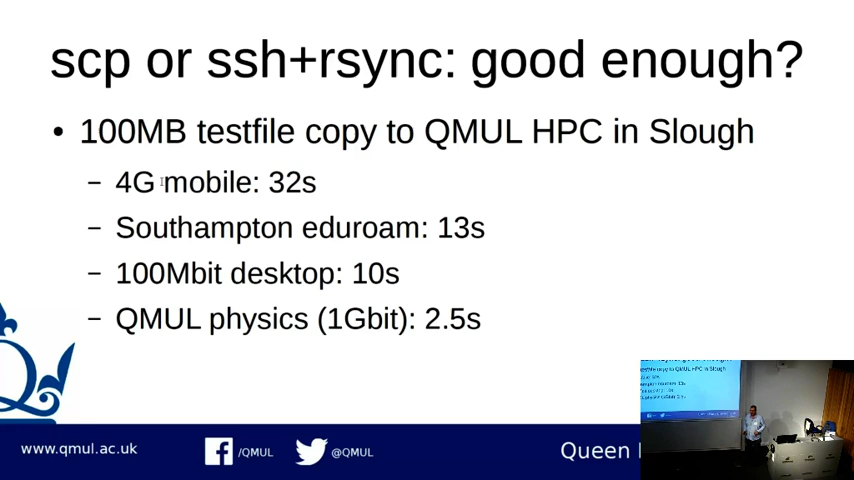 scp or ssh+rsync: good enough?
• 100MB testfile copy to QMUL HPC in Slough
– 4G mobile: 32s
– Southampton eduroam: 13s
– 100Mbit desktop: 10s
– QMUL physics (1Gbit): 2.5s
www.qmul.ac.uk
/QMUL
@QMUL
Queen